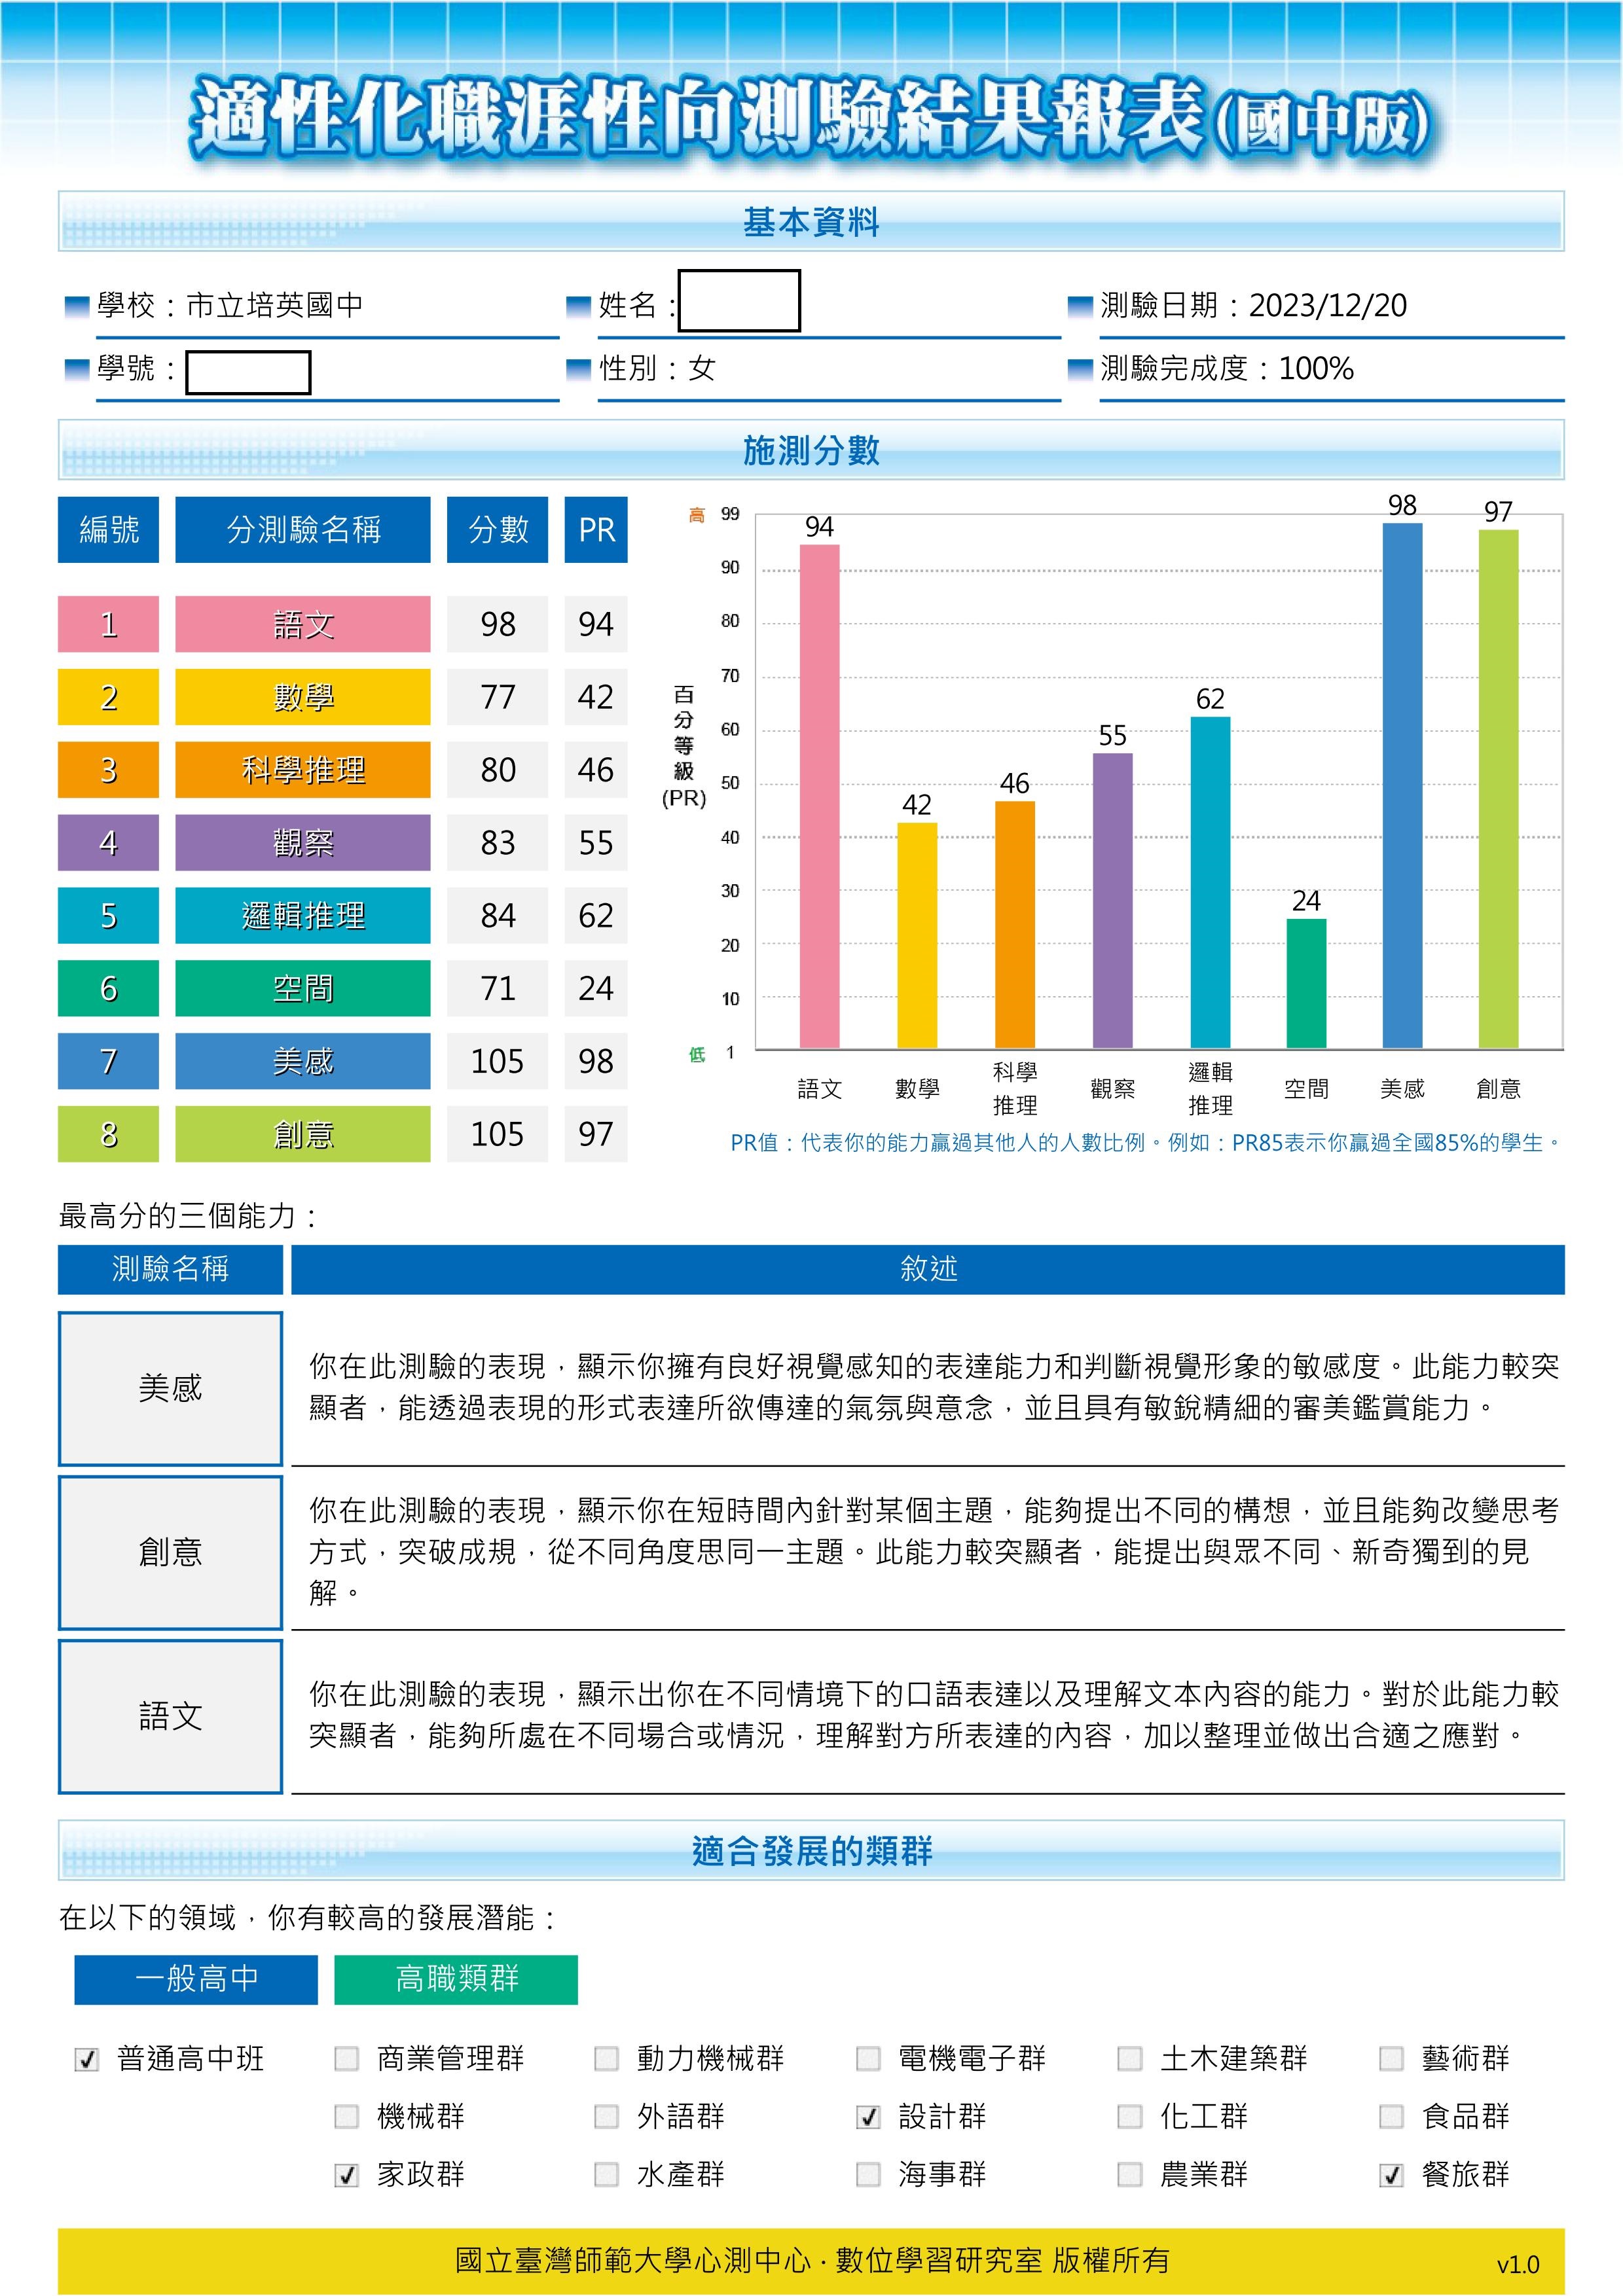 適性化職涯性向測驗結果報表(國中版)
基本資料
學校：市立培英國中
姓名：
測驗日期：2023/12/20
學號：
性別：女
測驗完成度：100%
施測分數
編號 分測驗名稱 分數 PR
1 語文 98 94
2 數學 77 42
3 科學推理 80 46
4 觀察 83 55
5 邏輯推理 84 62
6 空間 71 24
7 美感 105 98
8 創意 105 97
百分等級(PR)
高 99
90
80
70
60
50
40
30
20
10
低 1
94 42 46 55 62 24 98 97
語文 數學 科學推理 觀察 邏輯推理 空間 美感 創意
PR值：代表你的能力贏過其他人的人數比例。例如：PR85表示你贏過全國85%的學生。
最高分的三個能力：
測驗名稱 敘述
美感
你在此測驗的表現，顯示你擁有良好視覺感知的表達能力和判斷視覺形象的敏感度。此能力較突
顯者，能透過表現的形式表達所欲傳達的氣氛與意念，並且具有敏銳精細的審美鑑賞能力。
創意
你在此測驗的表現，顯示你在短時間內針對某個主題，能夠提出不同的構想，並且能夠改變思考
方式，突破成規，從不同角度思同一主題。此能力較突顯者，能提出與眾不同、新奇獨到的見
解。
語文
你在此測驗的表現，顯示出你在不同情境下的口語表達以及理解文本內容的能力。對於此能力較
突顯者，能夠所處在不同場合或情況，理解對方所表達的內容，加以整理並做出合適之應對。
適合發展的類群
在以下的領域，你有較高的發展潛能：
一般高中 高職類群
普通高中班 商業管理群 動力機械群 電機電子群 土木建築群 藝術群
機械群 外語群 設計群 化工群 食品群
家政群 水產群 海事群 農業群 餐旅群
國立臺灣師範大學心測中心·數位學習研究室 版權所有
v1.0